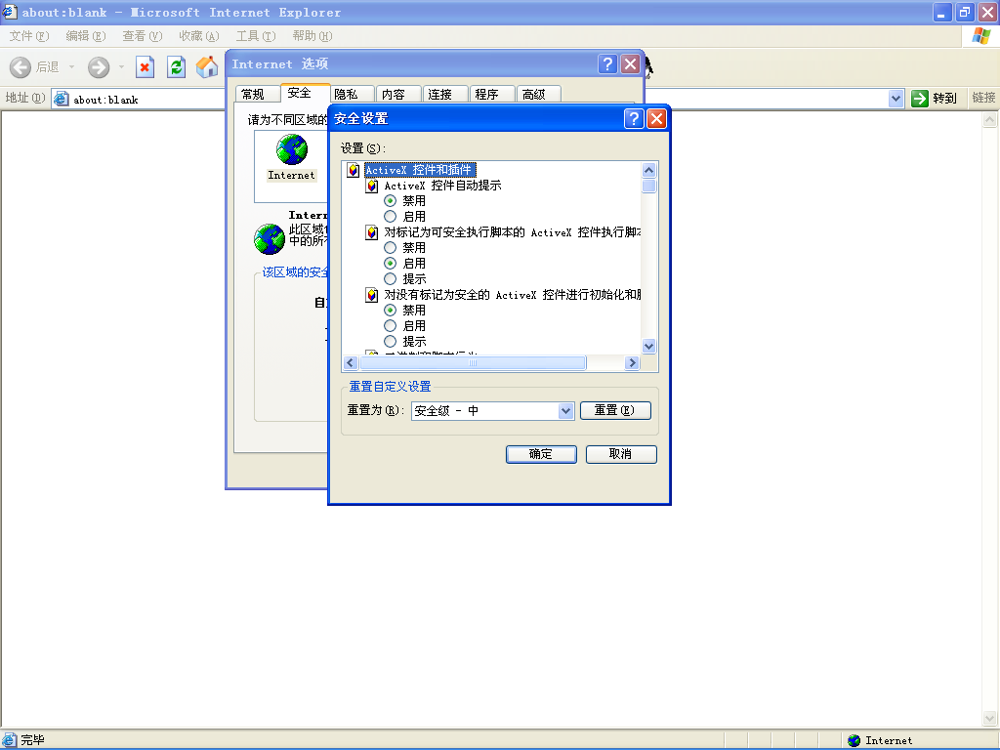 about:blank - Microsoft Internet Explorer
文件(F) 编辑(E) 查看(V) 收藏(A) 工具(T) 帮助(H)
后退
地址(D) about:blank 转到 链接
Internet 选项
常规 安全 隐私 内容 连接 程序 高级
请为不同区域的
Internet
Intern
此区域
中的所
该区域的安全
自
安全设置
设置(S):
ActiveX 控件和插件
ActiveX 控件自动提示
禁用
启用
对标记为可安全执行脚本的 ActiveX 控件执行脚本
禁用
启用
提示
对没有标记为安全的 ActiveX 控件进行初始化和脚
禁用
启用
提示
重置自定义设置
重置为(R): 安全级 - 中 重置(E)
确定 取消
完毕 Internet